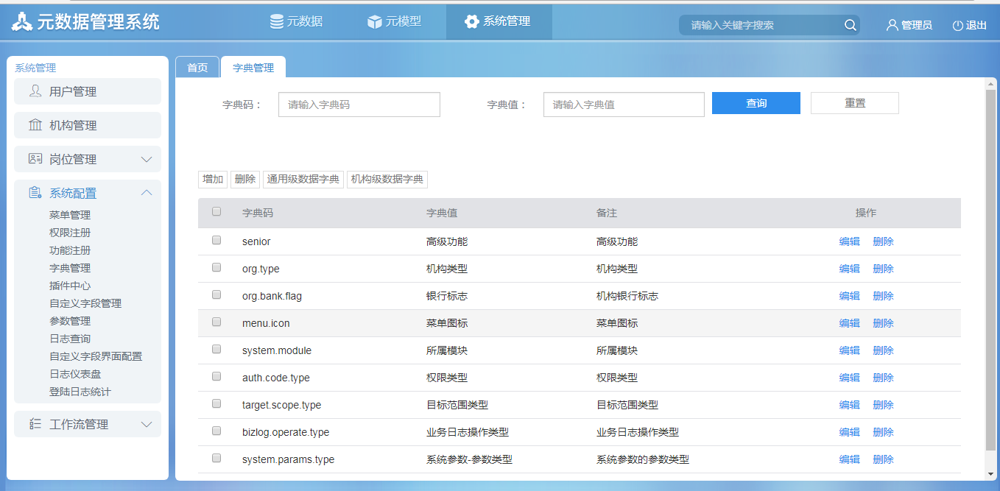 元数据管理系统 元数据 元模型 系统管理 请输入关键字搜索 管理员 退出
系统管理
用户管理
机构管理
岗位管理
系统配置
菜单管理
权限注册
功能注册
字典管理
插件中心
自定义字段管理
参数管理
日志查询
自定义字段界面配置
日志仪表盘
登陆日志统计
工作流管理
首页 字典管理
字典码： 请输入字典码 字典值： 请输入字典值 查询 重置
增加 删除 通用级数据字典 机构级数据字典
字典码 字典值 备注 操作
senior 高级功能 高级功能 编辑 删除
org.type 机构类型 机构类型 编辑 删除
org.bank.flag 银行标志 机构银行标志 编辑 删除
menu.icon 菜单图标 菜单图标 编辑 删除
system.module 所属模块 所属模块 编辑 删除
auth.code.type 权限类型 权限类型 编辑 删除
target.scope.type 目标范围类型 目标范围类型 编辑 删除
bizlog.operate.type 业务日志操作类型 业务日志操作类型 编辑 删除
system.params.type 系统参数-参数类型 系统参数的参数类型 编辑 删除